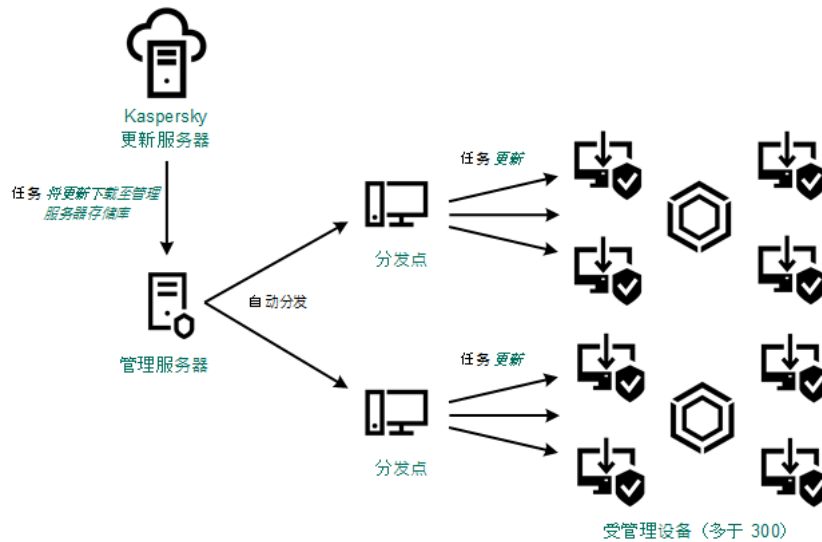 Kaspersky
更新服务器
任务 将更新下载至管理
服务器存储库
管理服务器
自动分发
分发点
任务 更新
分发点
任务 更新
受管理设备（多于 300）